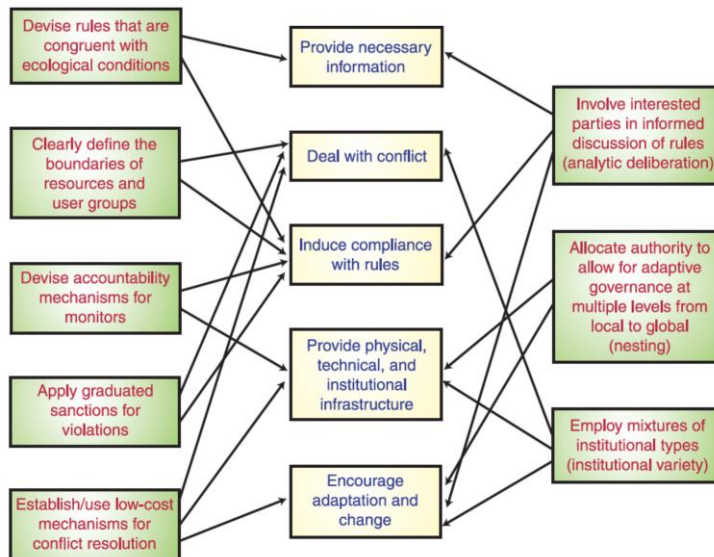 Devise rules that are
congruent with
ecological conditions
Clearly define the
boundaries of
resources and
user groups
Devise accountability
mechanisms for
monitors
Apply graduated
sanctions for
violations
Establish/use low-cost
mechanisms for
conflict resolution
Provide necessary
information
Deal with conflict
Induce compliance
with rules
Provide physical,
technical, and
institutional
infrastructure
Encourage
adaptation and
change
Involve interested
parties in informed
discussion of rules
(analytic deliberation)
Allocate authority to
allow for adaptive
governance at
multiple levels from
local to global
(nesting)
Employ mixtures of
institutional types
(institutional variety)